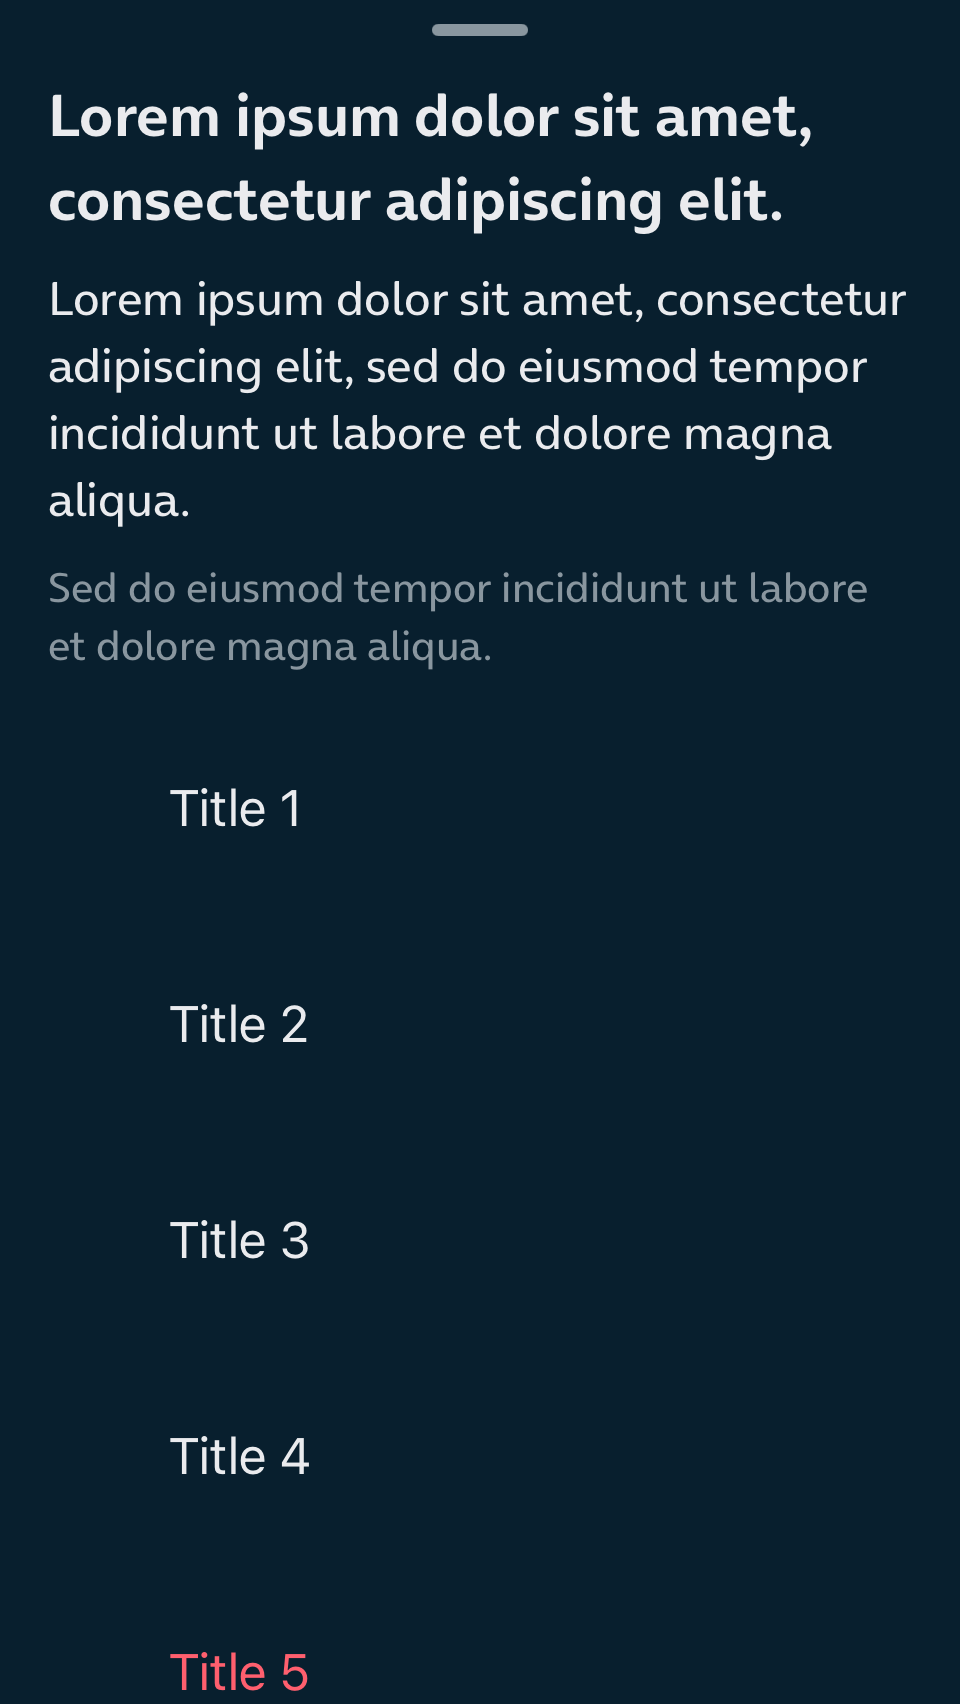 Lorem ipsum dolor sit amet,
consectetur adipiscing elit.
Lorem ipsum dolor sit amet, consectetur
adipiscing elit, sed do eiusmod tempor
incididunt ut labore et dolore magna
aliqua.
Sed do eiusmod tempor incididunt ut labore
et dolore magna aliqua.
Title 1
Title 2
Title 3
Title 4
Title 5